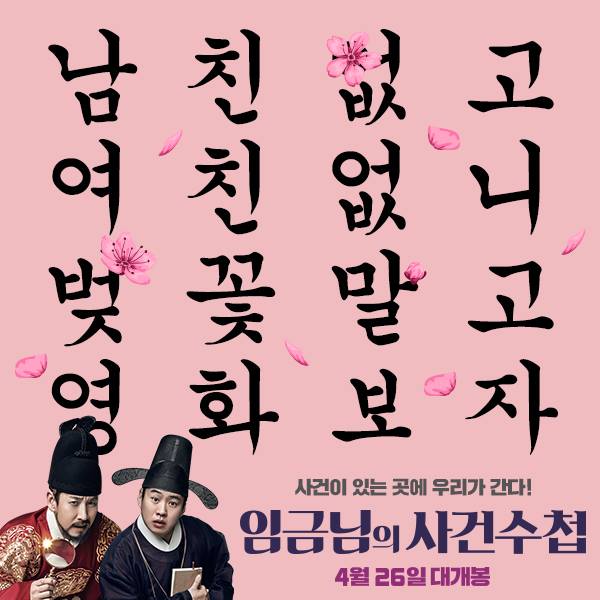 남친없고
여친없니
벚꽃말고
영화보자
사건이 있는 곳에 우리가 간다!
임금님의 사건수첩
4월 26일 대개봉